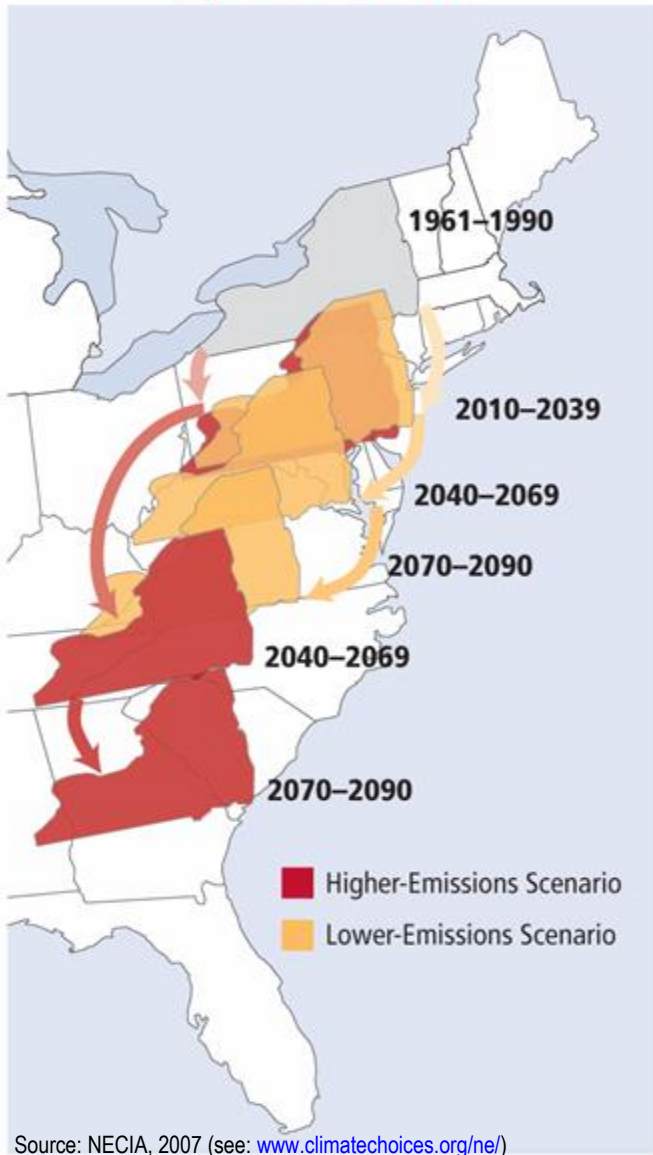 1961–1990
2010–2039
2040–2069
2070–2090
2040–2069
2070–2090
Higher-Emissions Scenario
Lower-Emissions Scenario
Source: NECIA, 2007 (see: www.climatechoices.org/ne/)